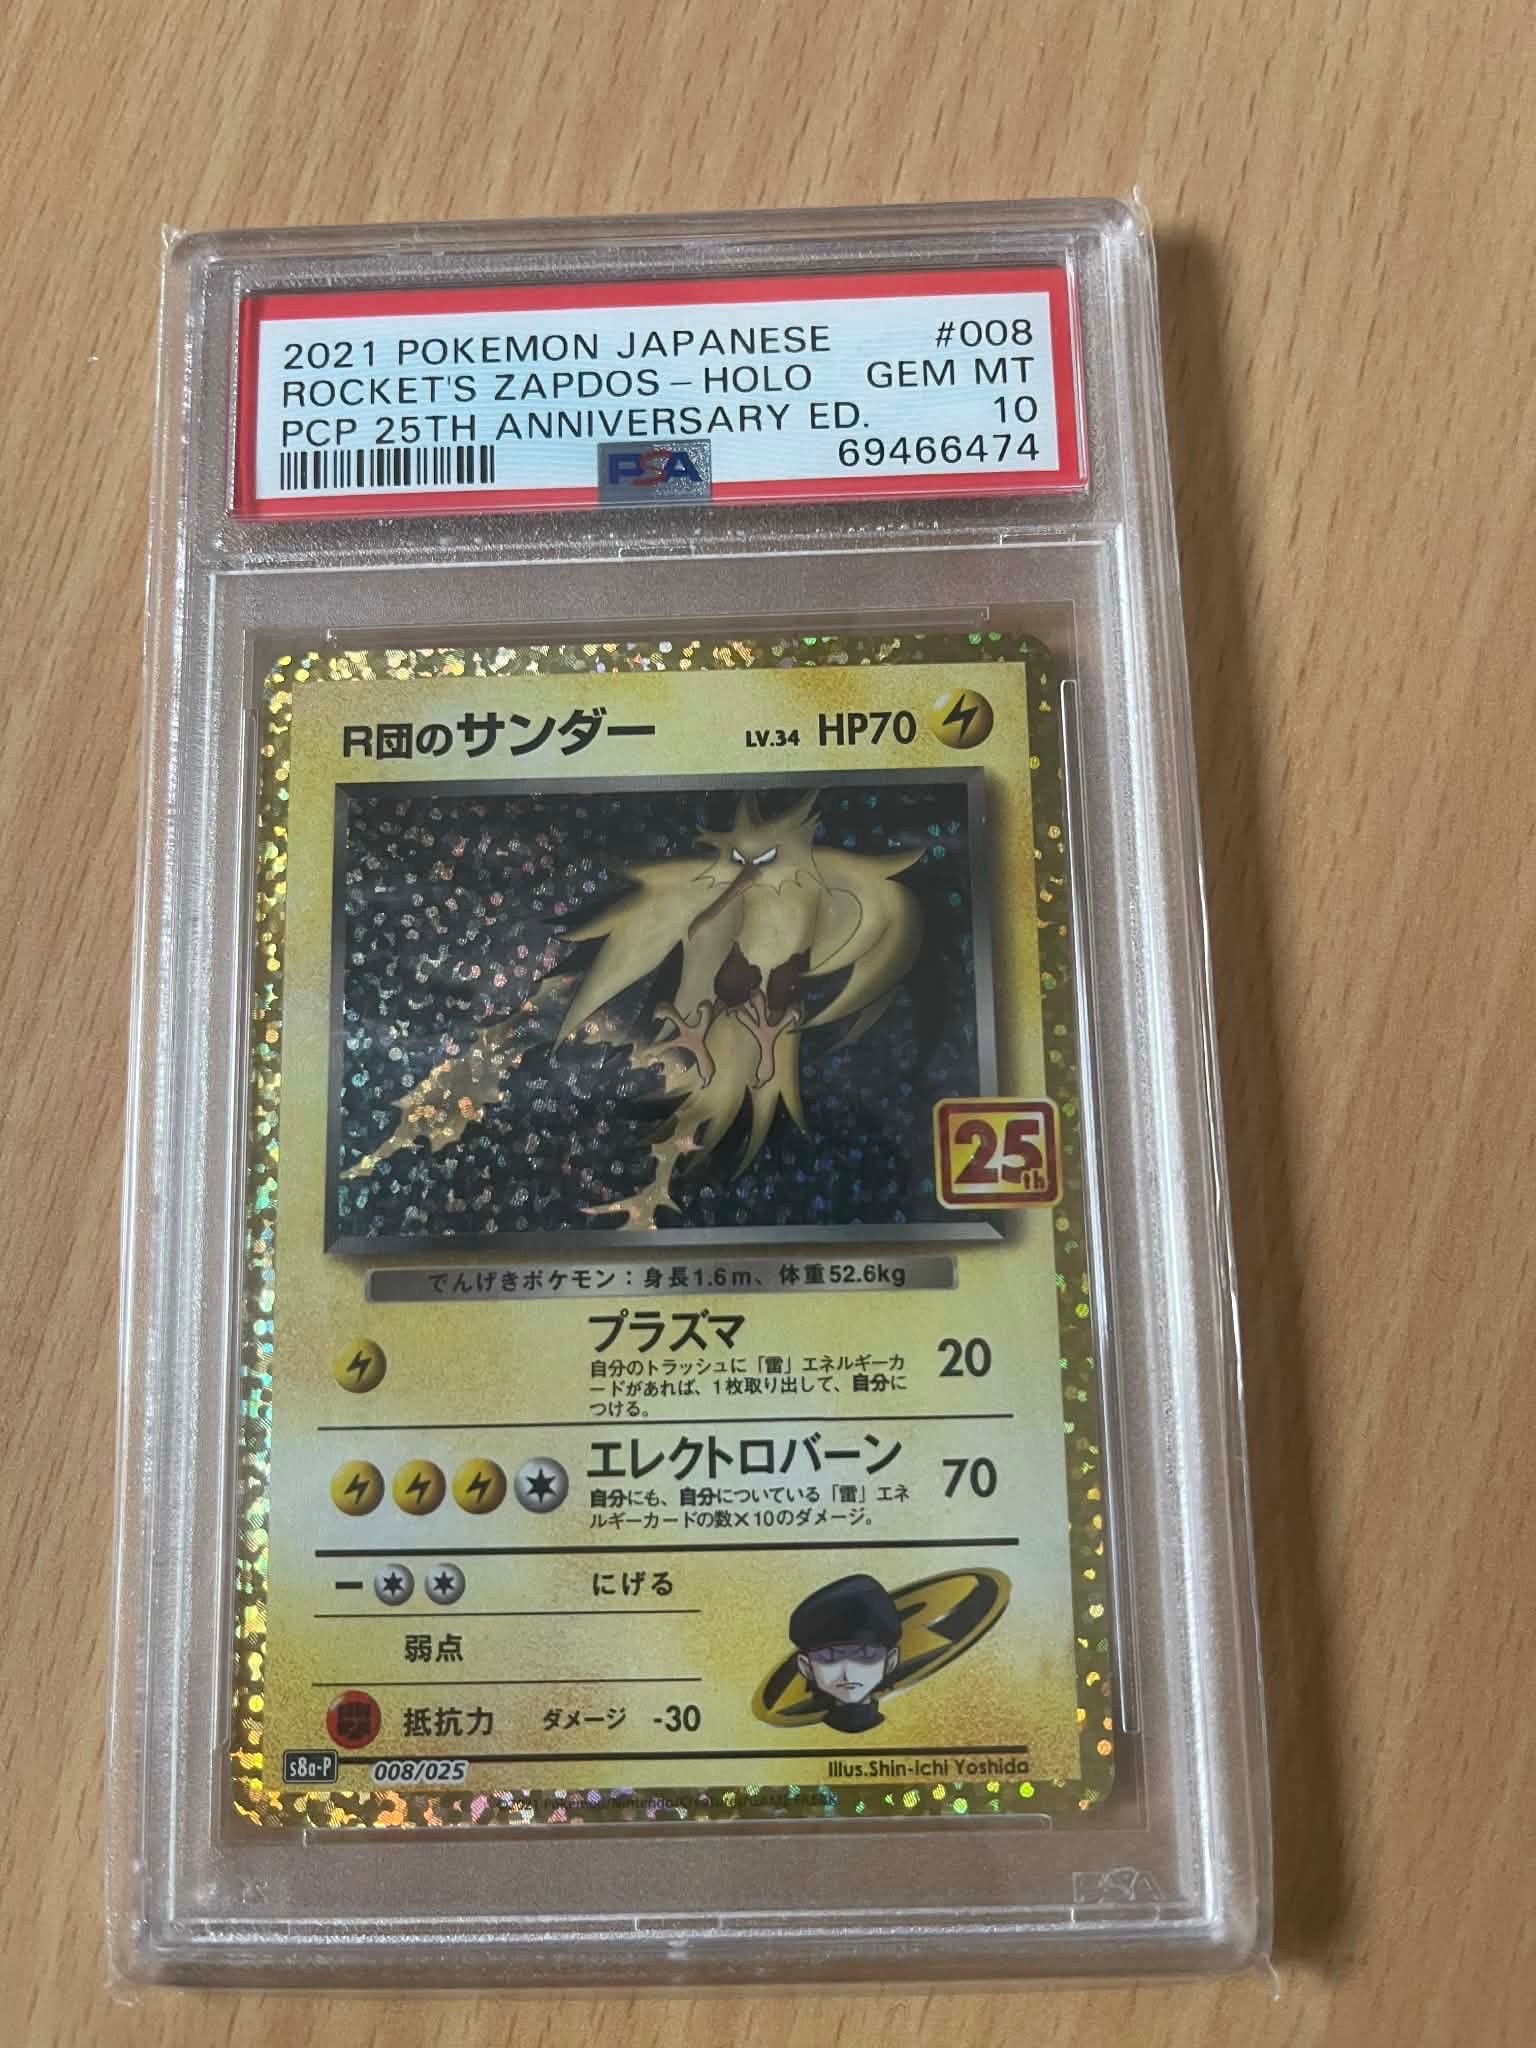 2021 POKEMON JAPANESE #008
ROCKET'S ZAPDOS - HOLO GEM MT
PCP 25TH ANNIVERSARY ED. 10
PSA 69466474
R団のサンダー LV.34 HP70
25th
でんげきポケモン：身長1.6m、体重52.6kg
プラズマ 20
自分のトラッシュに「雷」エネルギーカ
ードがあれば、1枚取り出して、自分に
つける。
エレクトロバーン 70
自分にも、自分についている「雷」エネ
ルギーカードの数×10のダメージ。
にげる
弱点
抵抗力 ダメージ -30
s8a-P 008/025 Illus.Shin-ichi Yoshida
©2021 Pokémon/Nintendo/Creatures/GAME FREAK
PSA